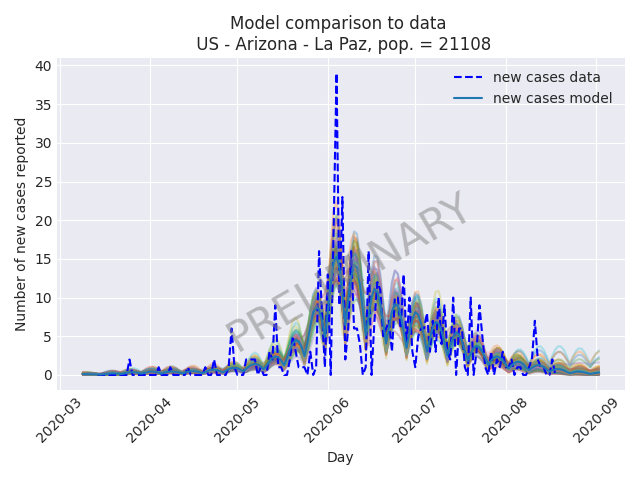 Model comparison to data
US - Arizona - La Paz, pop. = 21108
new cases data
new cases model
PRELIMINARY
Number of new cases reported
40
35
30
25
20
15
10
5
0
2020-03
2020-04
2020-05
2020-06
2020-07
2020-08
2020-09
Day